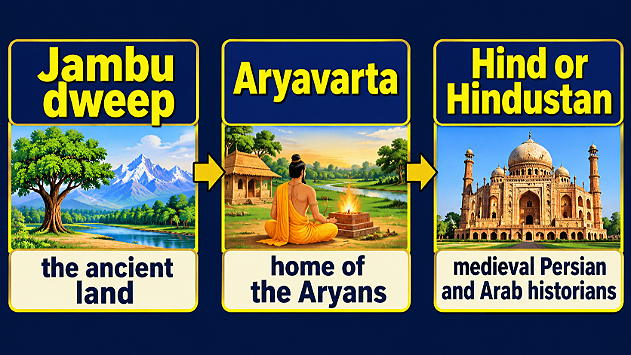 Jambu
dweep
the ancient
land
Aryavarta
home of
the Aryans
Hind or
Hindustan
medieval Persian
and Arab historians